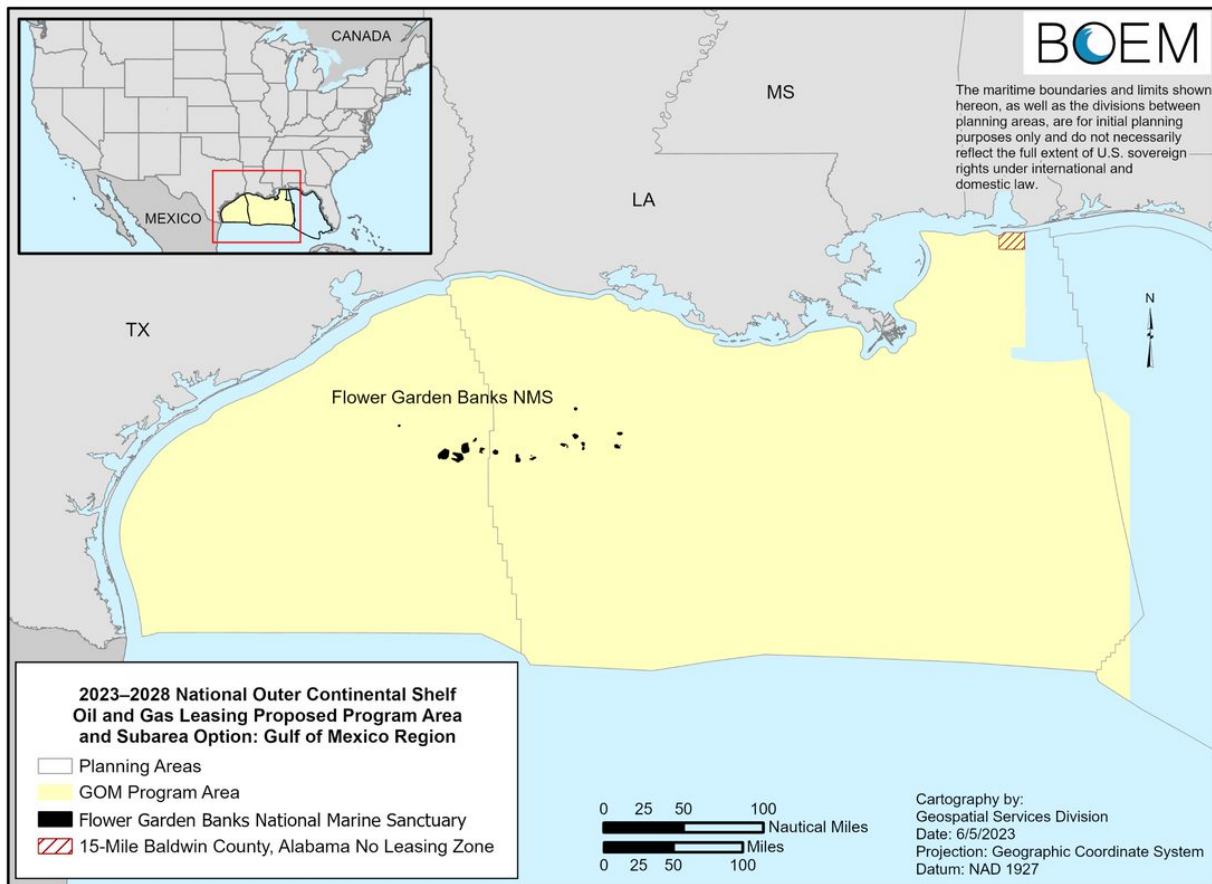 CANADA
MEXICO
BOEM
The maritime boundaries and limits shown
hereon, as well as the divisions between
planning areas, are for initial planning
purposes only and do not necessarily
reflect the full extent of U.S. sovereign
rights under international and
domestic law.
MS
LA
TX
N
Flower Garden Banks NMS
2023–2028 National Outer Continental Shelf
Oil and Gas Leasing Proposed Program Area
and Subarea Option: Gulf of Mexico Region
Planning Areas
GOM Program Area
Flower Garden Banks National Marine Sanctuary
15-Mile Baldwin County, Alabama No Leasing Zone
0 25 50 100
Nautical Miles
Miles
0 25 50 100
Cartography by:
Geospatial Services Division
Date: 6/5/2023
Projection: Geographic Coordinate System
Datum: NAD 1927